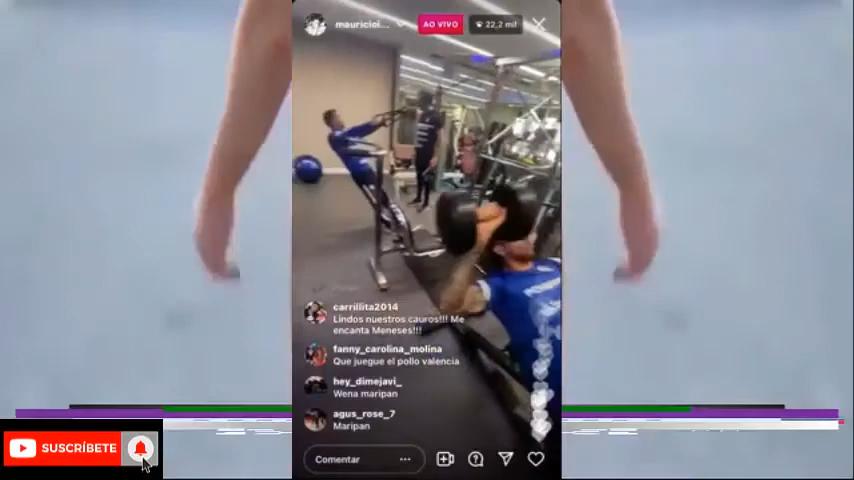 mauricioi...
AO VIVO
22,2 mil
carrillita2014
Lindos nuestros cauros!!! Me
encanta Meneses!!!
fanny_carolina_molina
Que juegue el pollo valencia
hey_dimejavi_
Wena maripan
agus_rose_7
Maripan
Comentar
SUSCRÍBETE